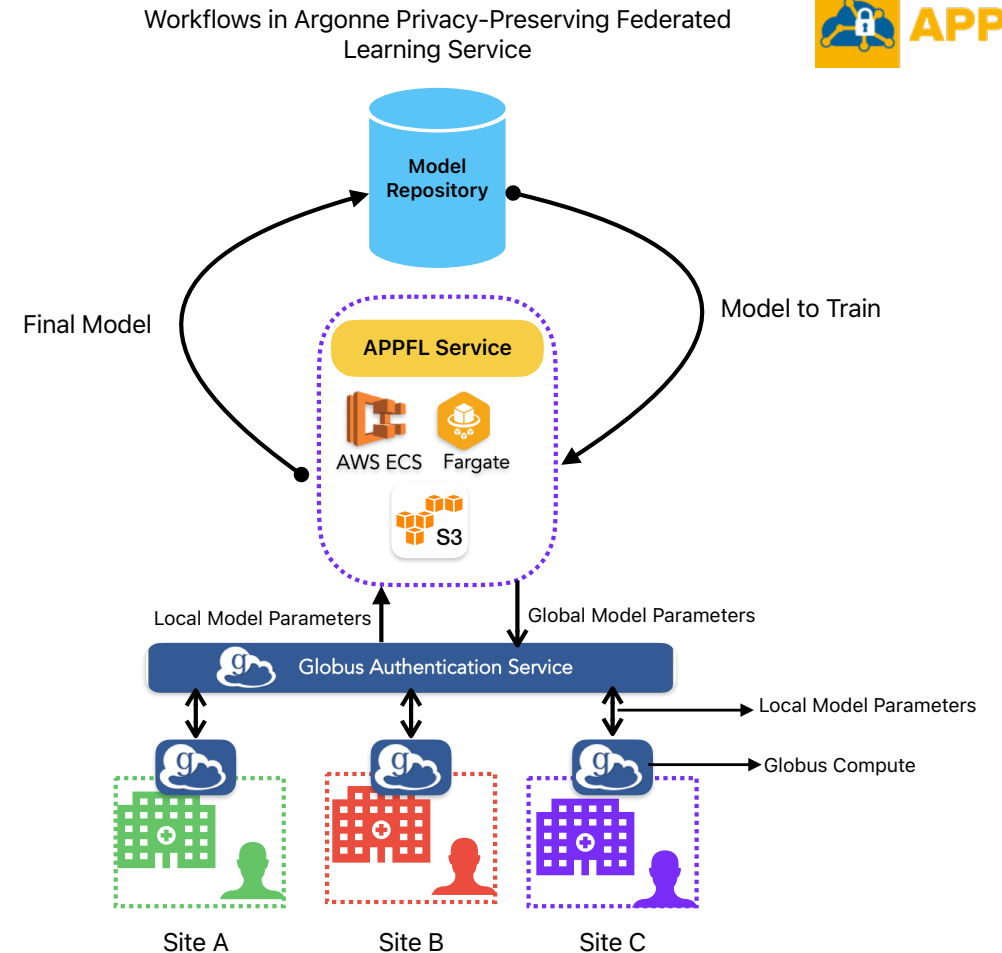 Workflows in Argonne Privacy-Preserving Federated
Learning Service
APP
Model
Repository
Final Model
Model to Train
APPFL Service
AWS ECS
Fargate
S3
Local Model Parameters
Global Model Parameters
g
Globus Authentication Service
Local Model Parameters
g
g
g
Globus Compute
Site A
Site B
Site C